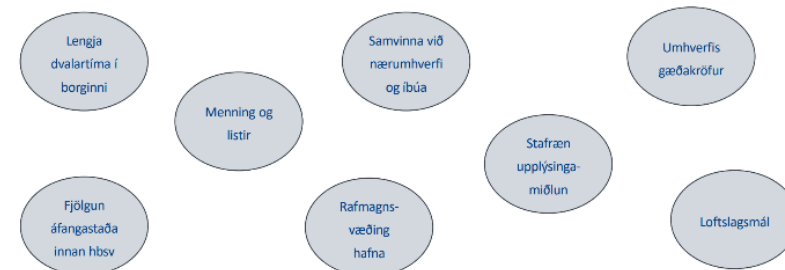 Lengja
dvalartíma í
borginni
Menning og
listir
Samvinna við
nærumhverfi
og íbúa
Stafræn
upplýsinga-
miðlun
Umhverfis
gæðakröfur
Fjölgun
áfangastaða
innan hbsv
Rafmagns-
væðing
hafna
Loftslagsmál